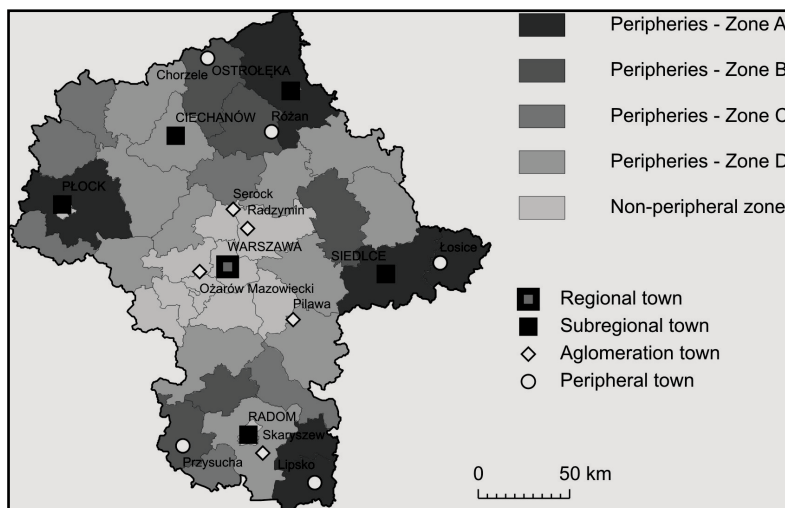 Peripheries - Zone A
Peripheries - Zone B
Peripheries - Zone C
Peripheries - Zone D
Non-peripheral zone
Chorzele
OSTROŁĘKA
CIECHANÓW
Różan
PŁOCK
Serock
Radzymin
WARSZAWA
SIEDLCE
Łosice
Ożarów Mazowiecki
Pilawa
Regional town
Subregional town
Aglomeration town
Peripheral town
RADOM
Skaryszew
Przysucha
Lipsko
0 50 km